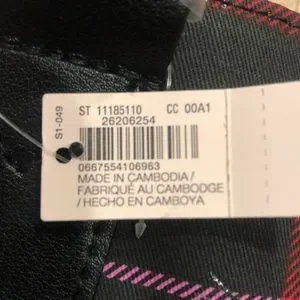 S1-049
ST 11185110 CC 00A1
26206254
0667554106963
MADE IN CAMBODIA/
FABRIQUÉ AU CAMBODGE
/ HECHO EN CAMBOYA